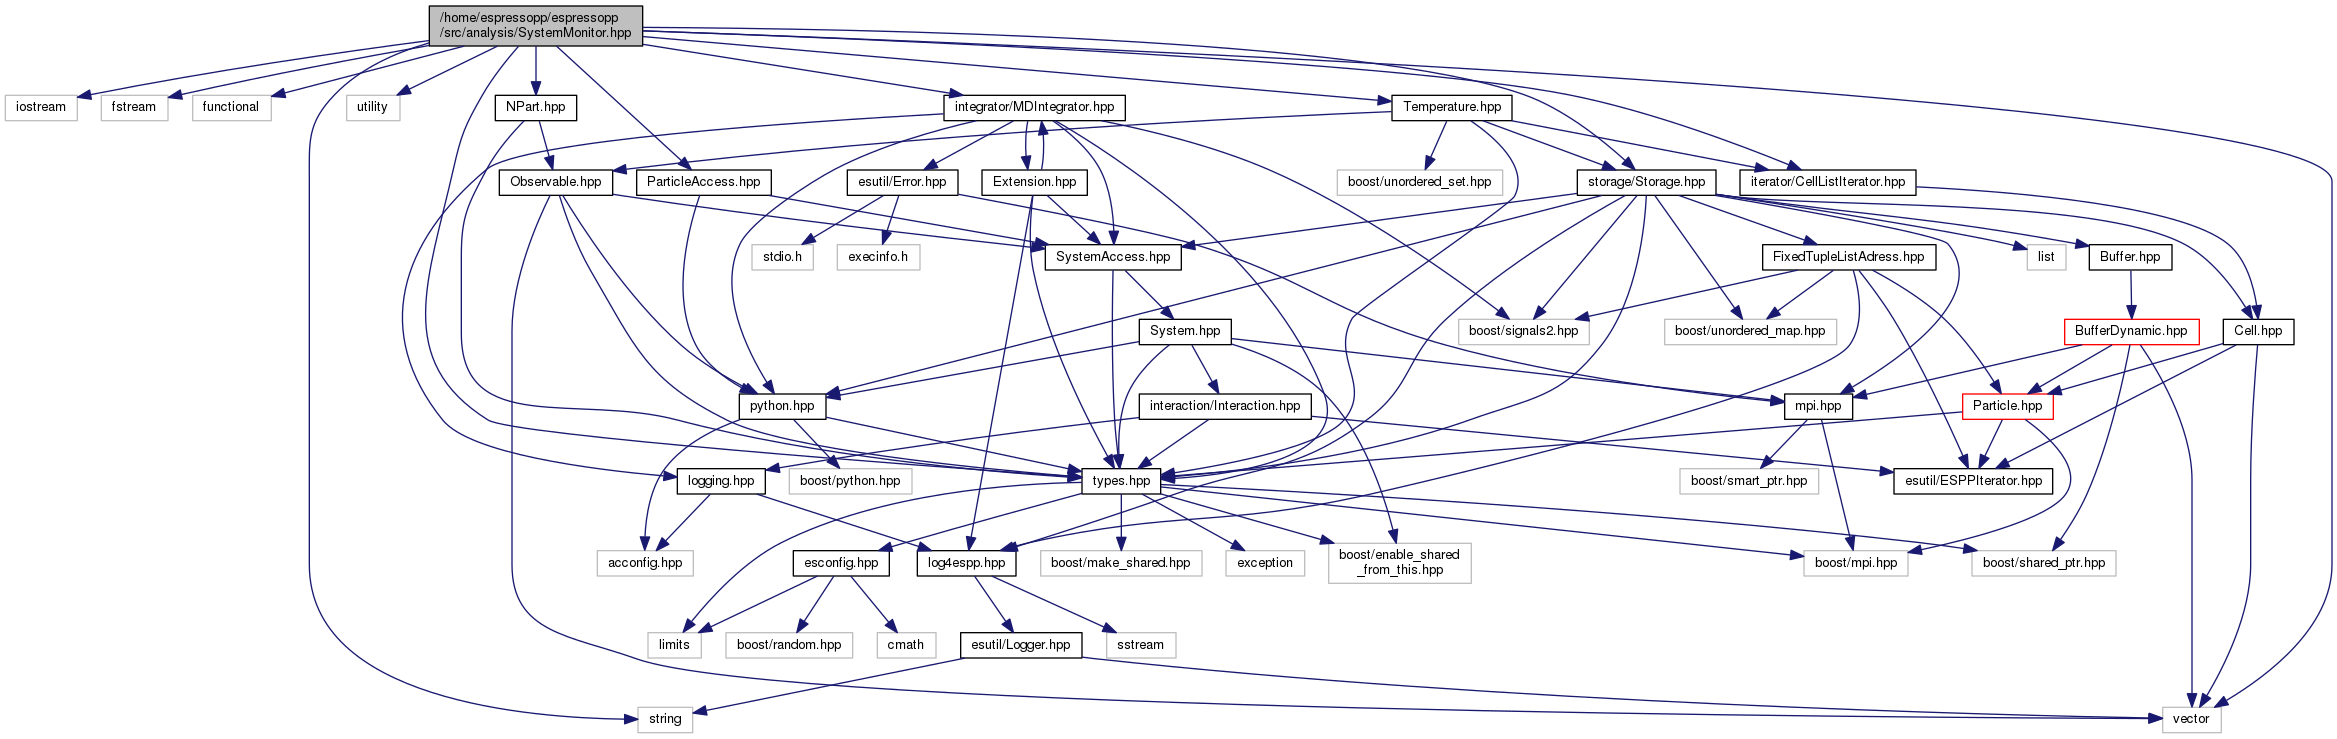 /home/espressopp/espressopp
/src/analysis/SystemMonitor.hpp
iostream
fstream
functional
utility
NPart.hpp
integrator/MDIntegrator.hpp
Temperature.hpp
Observable.hpp
ParticleAccess.hpp
esutil/Error.hpp
Extension.hpp
boost/unordered_set.hpp
storage/Storage.hpp
iterator/CellListIterator.hpp
stdio.h
execinfo.h
SystemAccess.hpp
FixedTupleListAdress.hpp
list
Buffer.hpp
System.hpp
boost/signals2.hpp
boost/unordered_map.hpp
BufferDynamic.hpp
Cell.hpp
python.hpp
interaction/Interaction.hpp
mpi.hpp
Particle.hpp
logging.hpp
boost/python.hpp
types.hpp
boost/smart_ptr.hpp
esutil/ESPPIterator.hpp
acconfig.hpp
esconfig.hpp
log4espp.hpp
boost/make_shared.hpp
exception
boost/enable_shared
_from_this.hpp
boost/mpi.hpp
boost/shared_ptr.hpp
limits
boost/random.hpp
cmath
esutil/Logger.hpp
sstream
string
vector